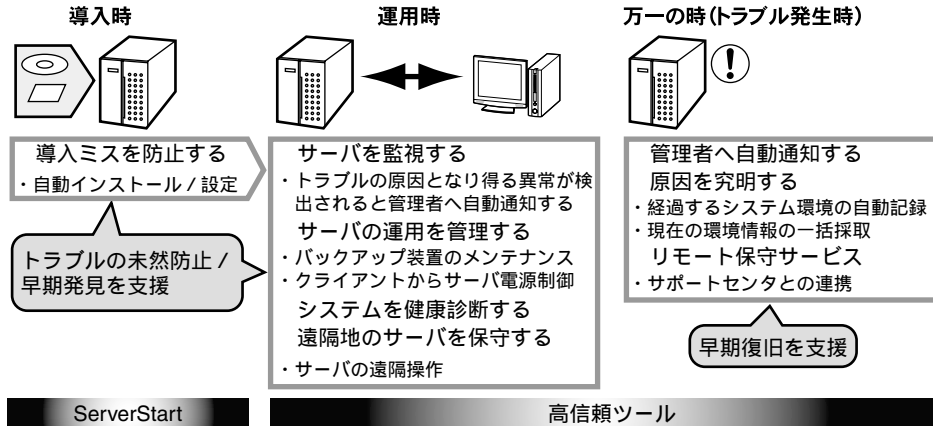 導入時
運用時
万一の時(トラブル発生時)
導入ミスを防止する
・自動インストール / 設定
トラブルの未然防止 /
早期発見を支援
サーバを監視する
・トラブルの原因となり得る異常が検
出されると管理者へ自動通知する
サーバの運用を管理する
・バックアップ装置のメンテナンス
・クライアントからサーバ電源制御
システムを健康診断する
遠隔地のサーバを保守する
・サーバの遠隔操作
管理者へ自動通知する
原因を究明する
・経過するシステム環境の自動記録
・現在の環境情報の一括採取
リモート保守サービス
・サポートセンタとの連携
早期復旧を支援
ServerStart
高信頼ツール